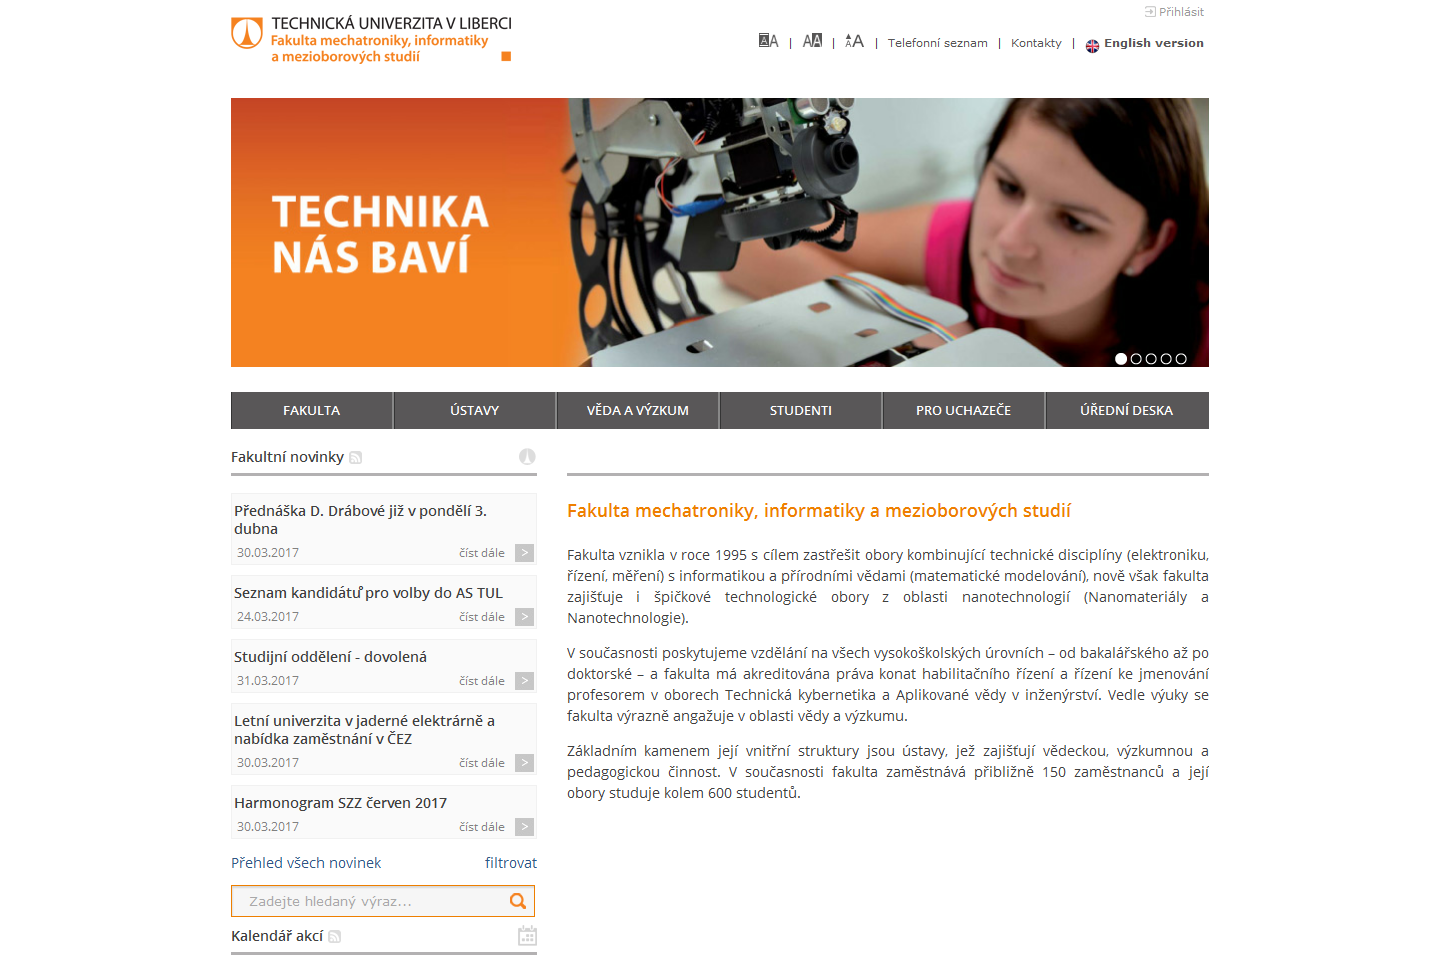 TECHNICKÁ UNIVERZITA V LIBERCI
Fakulta mechatroniky, informatiky
a mezioborových studií
Přihlásit
AA | AA | AA | Telefonní seznam | Kontakty | English version
TECHNIKA
NÁS BAVÍ
FAKULTA ÚSTAVY VĚDA A VÝZKUM STUDENTI PRO UCHAZEČE ÚŘEDNÍ DESKA
Fakultní novinky
Přednáška D. Drábové již v pondělí 3.
dubna
30.03.2017 číst dále >
Seznam kandidátů pro volby do AS TUL
24.03.2017 číst dále >
Studijní oddělení - dovolená
31.03.2017 číst dále >
Letní univerzita v jaderné elektrárně a
nabídka zaměstnání v ČEZ
30.03.2017 číst dále >
Harmonogram SZZ červen 2017
30.03.2017 číst dále >
Přehled všech novinek filtrovat
Zadejte hledaný výraz...
Kalendář akcí
Fakulta mechatroniky, informatiky a mezioborových studií
Fakulta vznikla v roce 1995 s cílem zastřešit obory kombinující technické disciplíny (elektroniku,
řízení, měření) s informatikou a přírodními vědami (matematické modelování), nově však fakulta
zajišťuje i špičkové technologické obory z oblasti nanotechnologií (Nanomateriály a
Nanotechnologie).
V současnosti poskytujeme vzdělání na všech vysokoškolských úrovních – od bakalářského až po
doktorské – a fakulta má akreditována práva konat habilitačního řízení a řízení ke jmenování
profesorem v oborech Technická kybernetika a Aplikované vědy v inženýrství. Vedle výuky se
fakulta výrazně angažuje v oblasti vědy a výzkumu.
Základním kamenem její vnitřní struktury jsou ústavy, jež zajišťují vědeckou, výzkumnou a
pedagogickou činnost. V současnosti fakulta zaměstnává přibližně 150 zaměstnanců a její
obory studuje kolem 600 studentů.